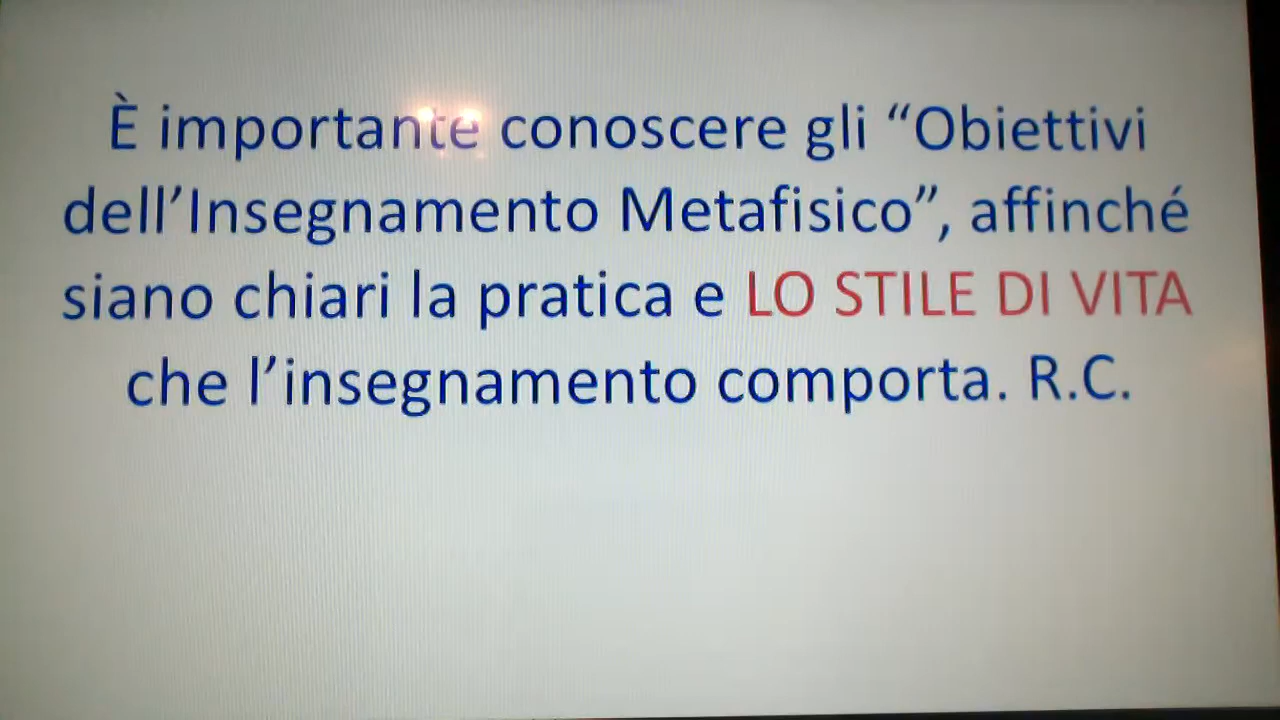 È importante conoscere gli “Obiettivi
dell’Insegnamento Metafisico”, affinché
siano chiari la pratica e LO STILE DI VITA
che l’insegnamento comporta. R.C.